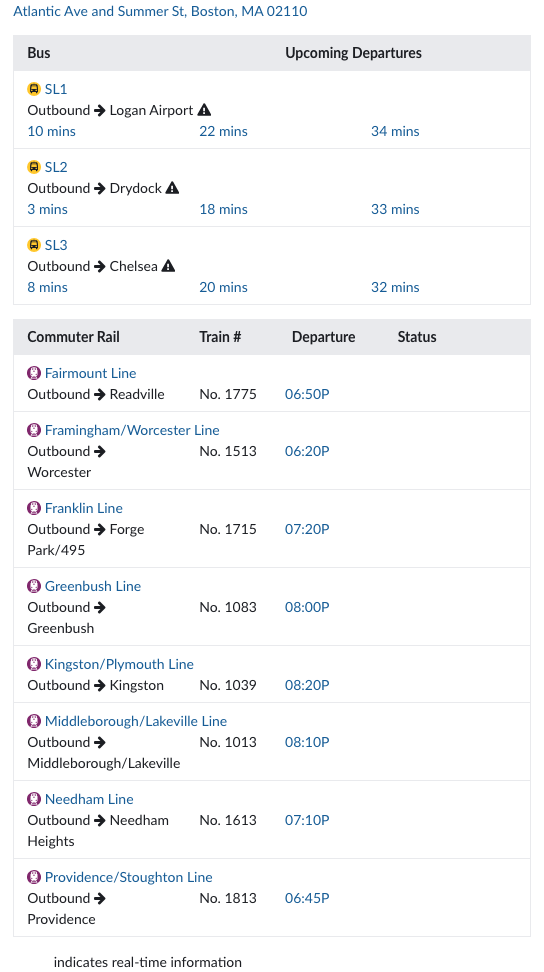 Atlantic Ave and Summer St, Boston, MA 02110
Bus Upcoming Departures
SL1
Outbound → Logan Airport
10 mins 22 mins 34 mins
SL2
Outbound → Drydock
3 mins 18 mins 33 mins
SL3
Outbound → Chelsea
8 mins 20 mins 32 mins
Commuter Rail Train # Departure Status
Fairmount Line
Outbound → Readville No. 1775 06:50P
Framingham/Worcester Line
Outbound → No. 1513 06:20P
Worcester
Franklin Line
Outbound → Forge No. 1715 07:20P
Park/495
Greenbush Line
Outbound → No. 1083 08:00P
Greenbush
Kingston/Plymouth Line
Outbound → Kingston No. 1039 08:20P
Middleborough/Lakeville Line
Outbound → No. 1013 08:10P
Middleborough/Lakeville
Needham Line
Outbound → Needham No. 1613 07:10P
Heights
Providence/Stoughton Line
Outbound → No. 1813 06:45P
Providence
indicates real-time information